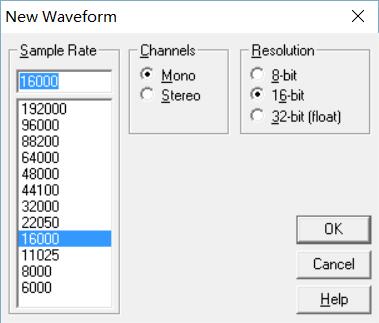 New Waveform
Sample Rate
16000
192000
96000
88200
64000
48000
44100
32000
22050
16000
11025
8000
6000
Channels
Mono
Stereo
Resolution
8-bit
16-bit
32-bit (float)
OK
Cancel
Help